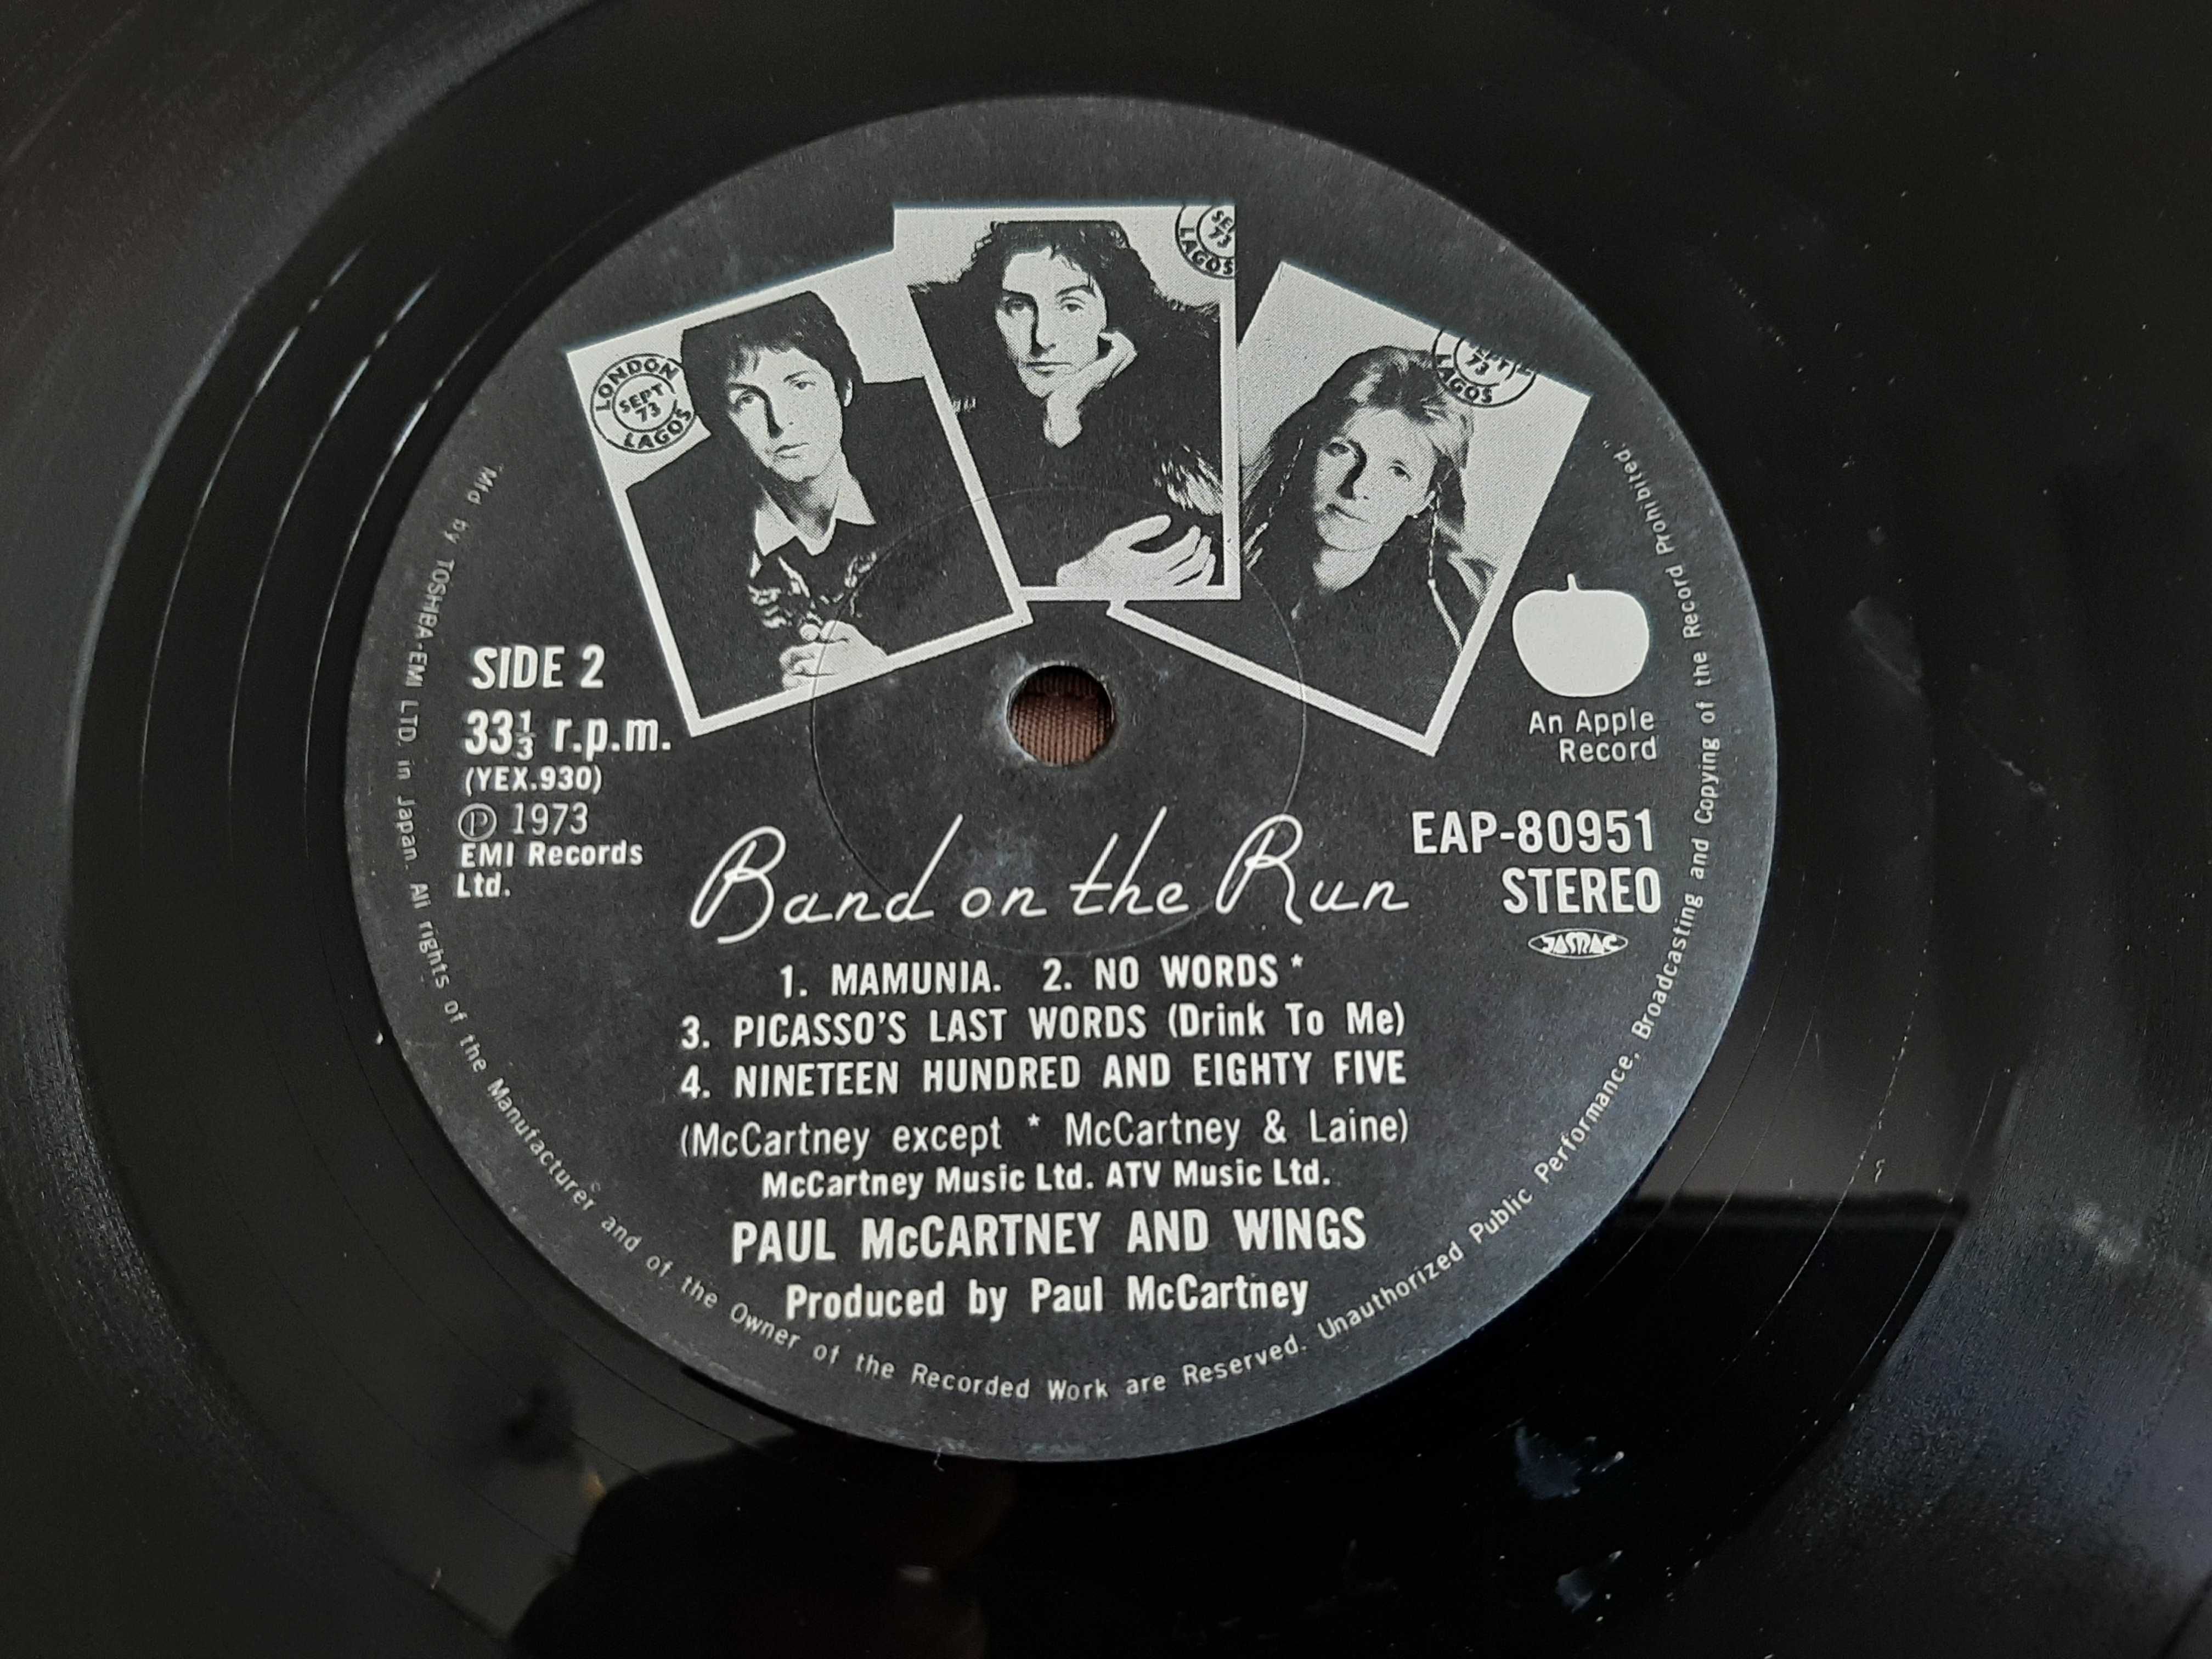 LONDON
SEPT
73
LAGOS
SE
73
LAGOS
73
LAGOS
SIDE 2
33⅓ r.p.m.
(YEX.930)
Ⓟ 1973
EMI Records
Ltd.
An Apple
Record
EAP-80951
STEREO
JASRAC
Band on the Run
1. MAMUNIA. 2. NO WORDS *
3. PICASSO'S LAST WORDS (Drink To Me)
4. NINETEEN HUNDRED AND EIGHTY FIVE
(McCartney except * McCartney & Laine)
McCartney Music Ltd. ATV Music Ltd.
PAUL McCARTNEY AND WINGS
Produced by Paul McCartney
Mfd by TOSHIBA-EMI LTD. in Japan. All rights of the Manufacturer and of the Owner of the Recorded Work are Reserved. Unauthorized Public Performance, Broadcasting and Copying of the Record Prohibited.